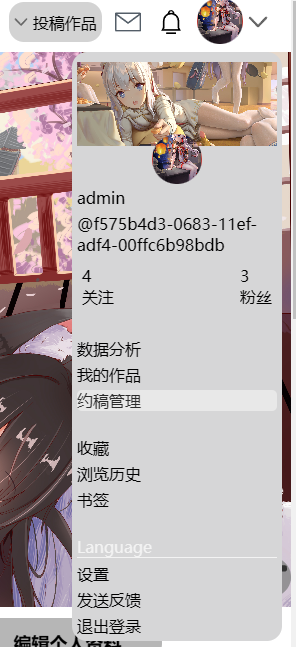 投稿作品
admin
@f575b4d3-0683-11ef-
adf4-00ffc6b98bdb
4 3
关注 粉丝
数据分析
我的作品
约稿管理
收藏
浏览历史
书签
Language
设置
发送反馈
退出登录
编辑个人资料